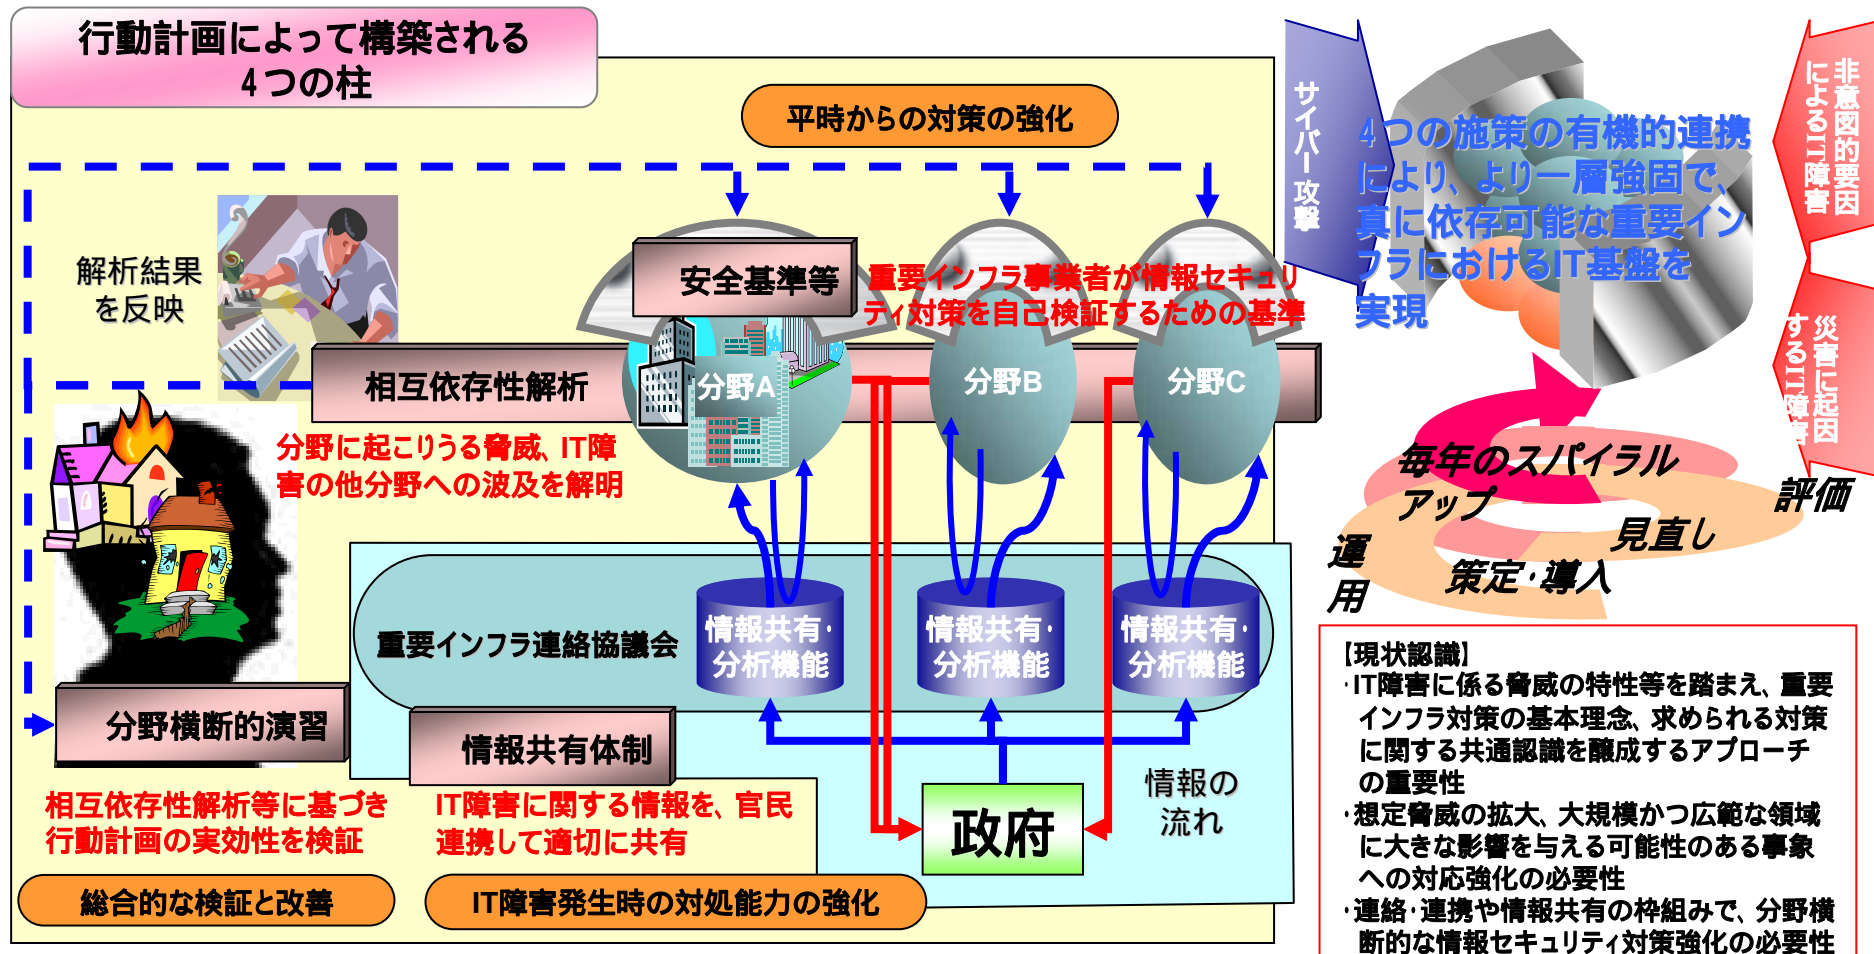 行動計画によって構築される
４つの柱
平時からの対策の強化
解析結果
を反映
安全基準等
重要インフラ事業者が情報セキュリ
ティ対策を自己検証するための基準
相互依存性解析
分野A
分野B
分野C
分野に起こりうる脅威、IT障
害の他分野への波及を解明
重要インフラ連絡協議会
情報共有・
分析機能
情報共有・
分析機能
情報共有・
分析機能
分野横断的演習
情報共有体制
相互依存性解析等に基づき
行動計画の実効性を検証
IT障害に関する情報を、官民
連携して適切に共有
政府
情報の
流れ
総合的な検証と改善
IT障害発生時の対処能力の強化
サイバー攻撃
非意図的要因
によるIT障害
災害に起因
するIT障害
４つの施策の有機的連携
により、より一層強固で、
真に依存可能な重要イン
フラにおけるIT基盤を
実現
毎年のスパイラル
アップ
評価
見直し
策定・導入
運
用
【現状認識】
・IT障害に係る脅威の特性等を踏まえ、重要
インフラ対策の基本理念、求められる対策
に関する共通認識を醸成するアプローチ
の重要性
・想定脅威の拡大、大規模かつ広範な領域
に大きな影響を与える可能性のある事象
への対応強化の必要性
・連絡・連携や情報共有の枠組みで、分野横
断的な情報セキュリティ対策強化の必要性